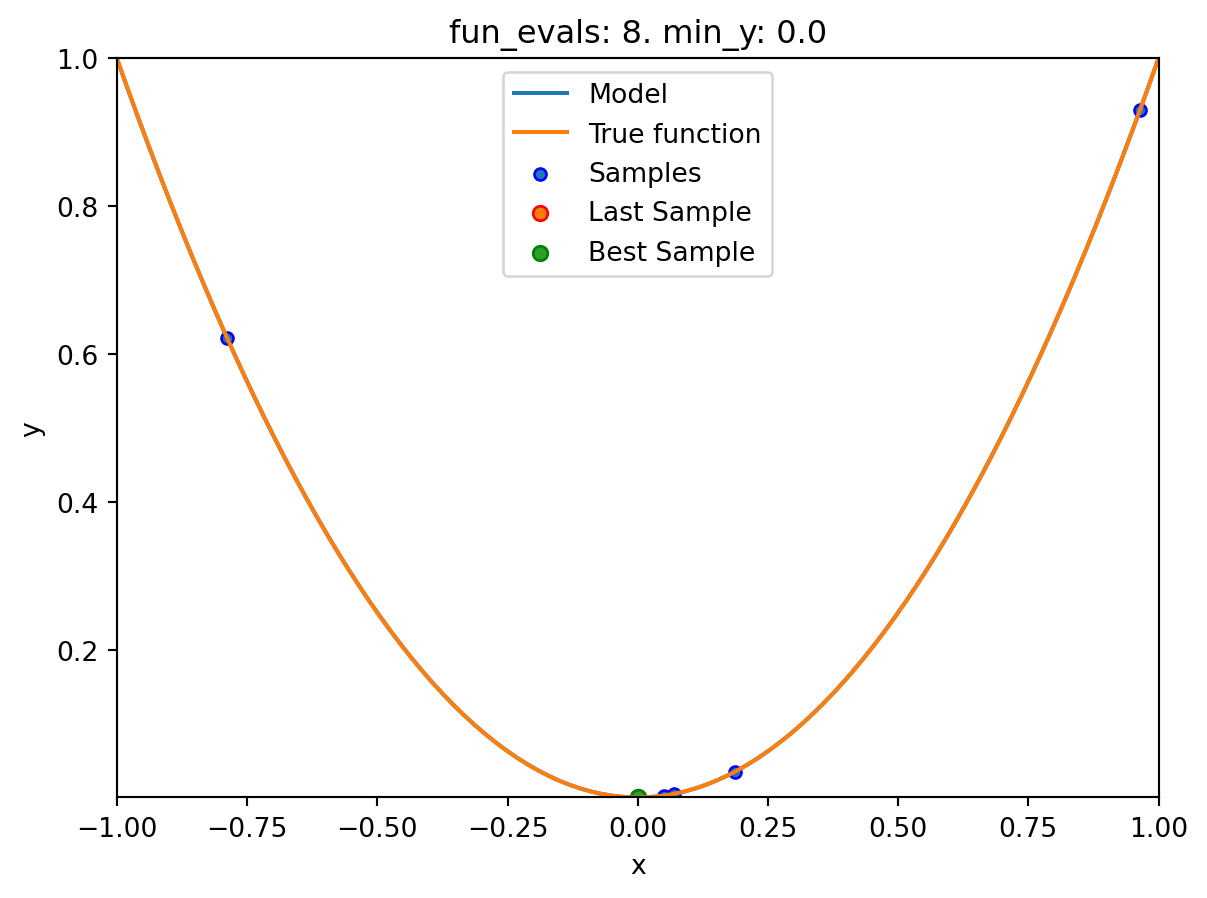 fun_evals: 8. min_y: 0.0
1.0
0.8
0.6
0.4
0.2
y
Model
True function
Samples
Last Sample
Best Sample
−1.00 −0.75 −0.50 −0.25 0.00 0.25 0.50 0.75 1.00
x